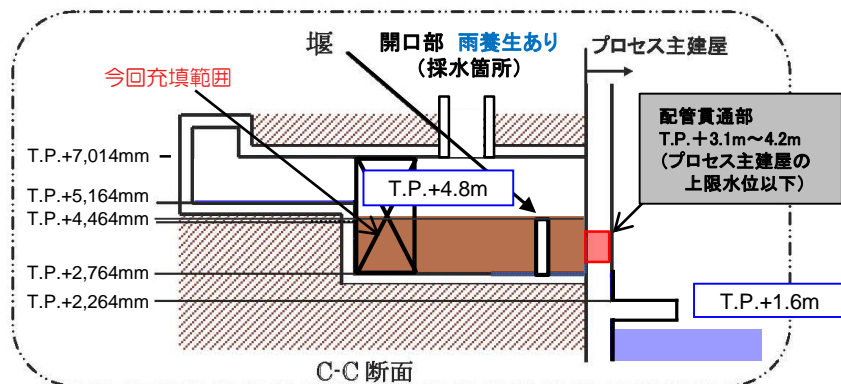 堰
開口部 雨養生あり
(採水箇所)
プロセス主建屋
今回充填範囲
配管貫通部
T.P.+3.1m~4.2m
(プロセス主建屋の
上限水位以下)
T.P.+7,014mm
T.P.+5,164mm
T.P.+4,464mm
T.P.+2,764mm
T.P.+2,264mm
T.P.+4.8m
T.P.+1.6m
C-C 断面